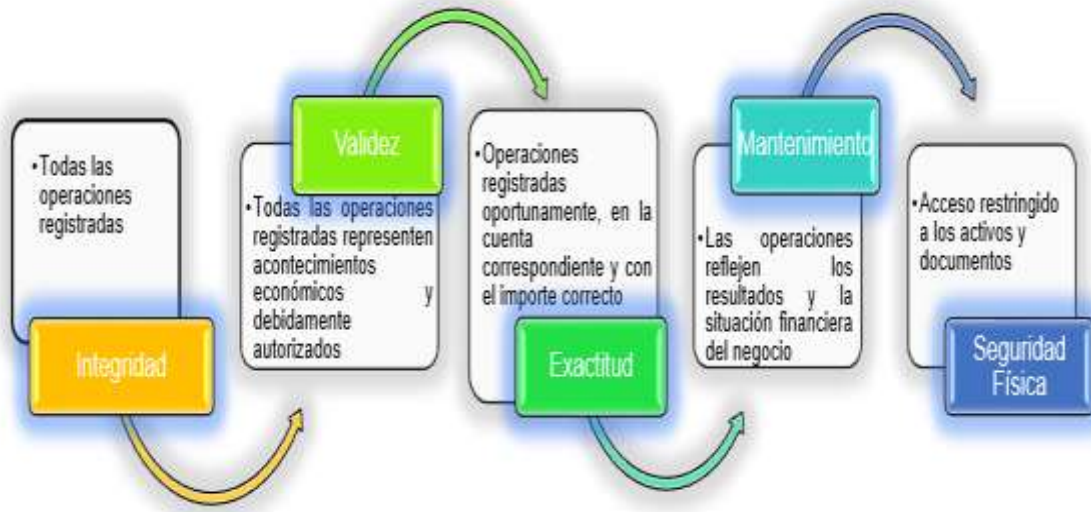 •Todas las
operaciones
registradas
Integridad
Validez
•Todas las operaciones
registradas representen
acontecimientos
económicos y
debidamente
autorizados
•Operaciones
registradas
oportunamente, en la
cuenta
correspondiente y con
el importe correcto
Exactitud
Mantenimiento
•Las operaciones
reflejen los
resultados y la
situación financiera
del negocio
•Acceso restringido
a los activos y
documentos
Seguridad
Física